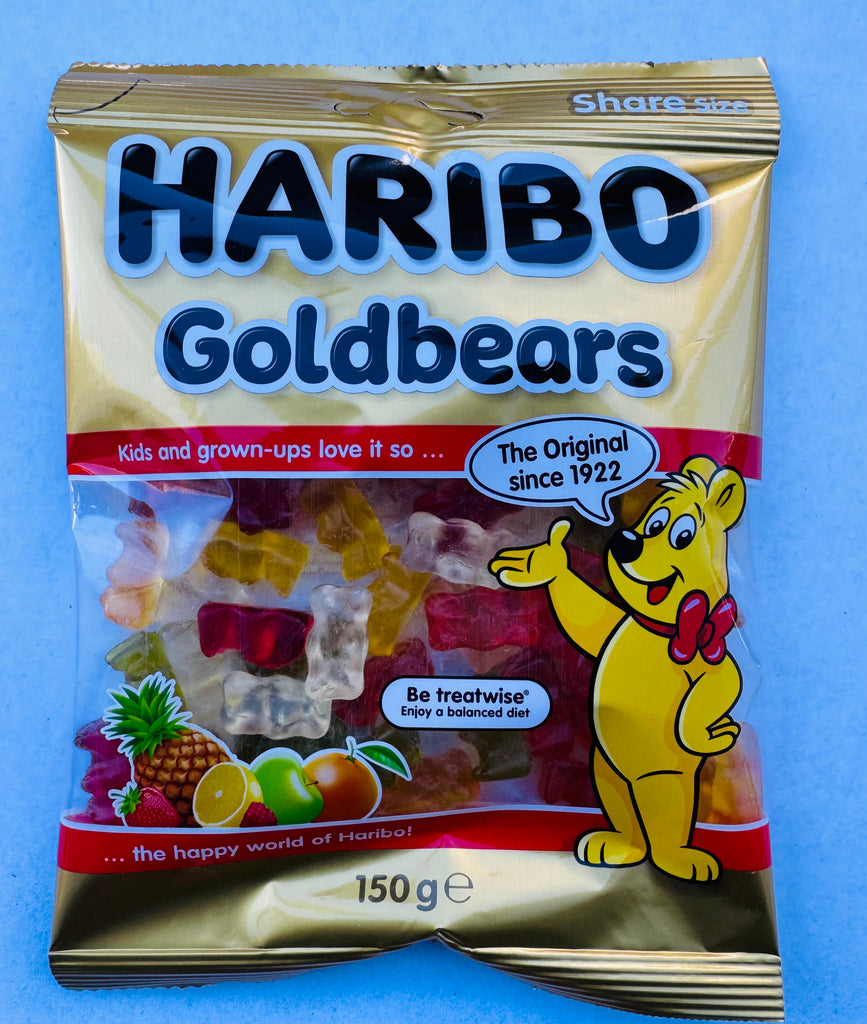 Share Size
HARIBO
Goldbears
Kids and grown-ups love it so ...
The Original
since 1922
Be treatwise®
Enjoy a balanced diet
... the happy world of Haribo!
150 g ℮